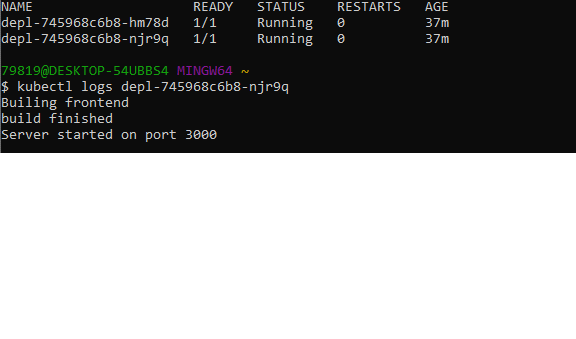 NAME READY STATUS RESTARTS AGE
depl-745968c6b8-hm78d 1/1 Running 0 37m
depl-745968c6b8-njr9q 1/1 Running 0 37m
79819@DESKTOP-54UBBS4 MINGW64 ~
$ kubectl logs depl-745968c6b8-njr9q
Builing frontend
build finished
Server started on port 3000